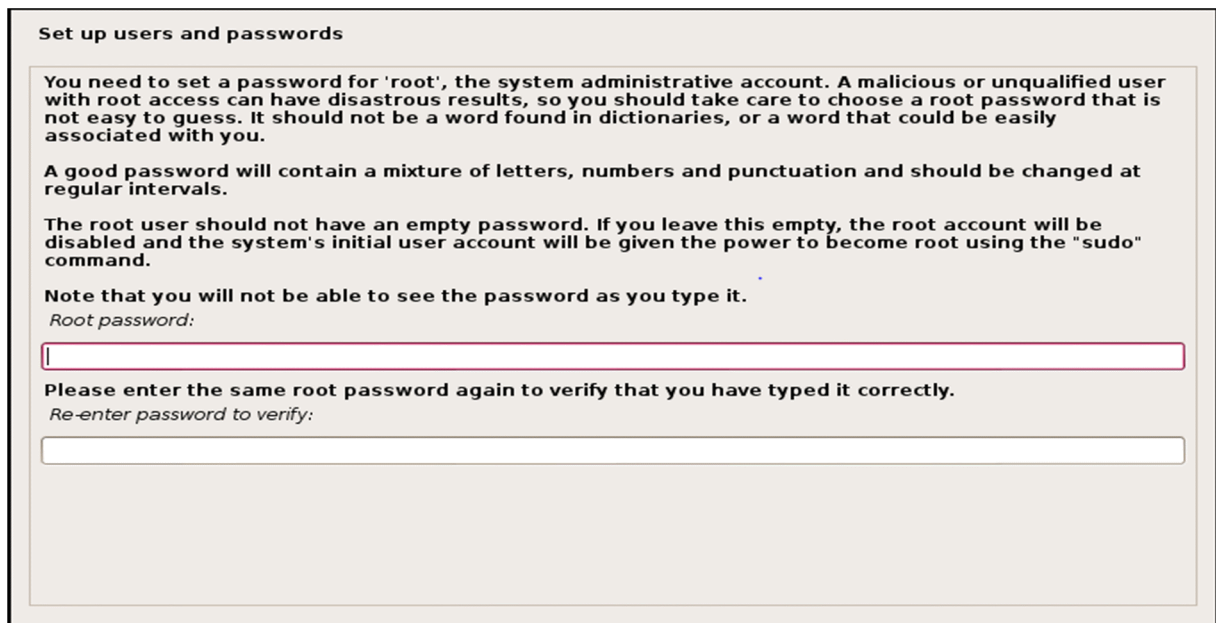 Set up users and passwords
You need to set a password for 'root', the system administrative account. A malicious or unqualified user
with root access can have disastrous results, so you should take care to choose a root password that is
not easy to guess. It should not be a word found in dictionaries, or a word that could be easily
associated with you.
A good password will contain a mixture of letters, numbers and punctuation and should be changed at
regular intervals.
The root user should not have an empty password. If you leave this empty, the root account will be
disabled and the system's initial user account will be given the power to become root using the "sudo"
command.
Note that you will not be able to see the password as you type it.
Root password:
Please enter the same root password again to verify that you have typed it correctly.
Re-enter password to verify: